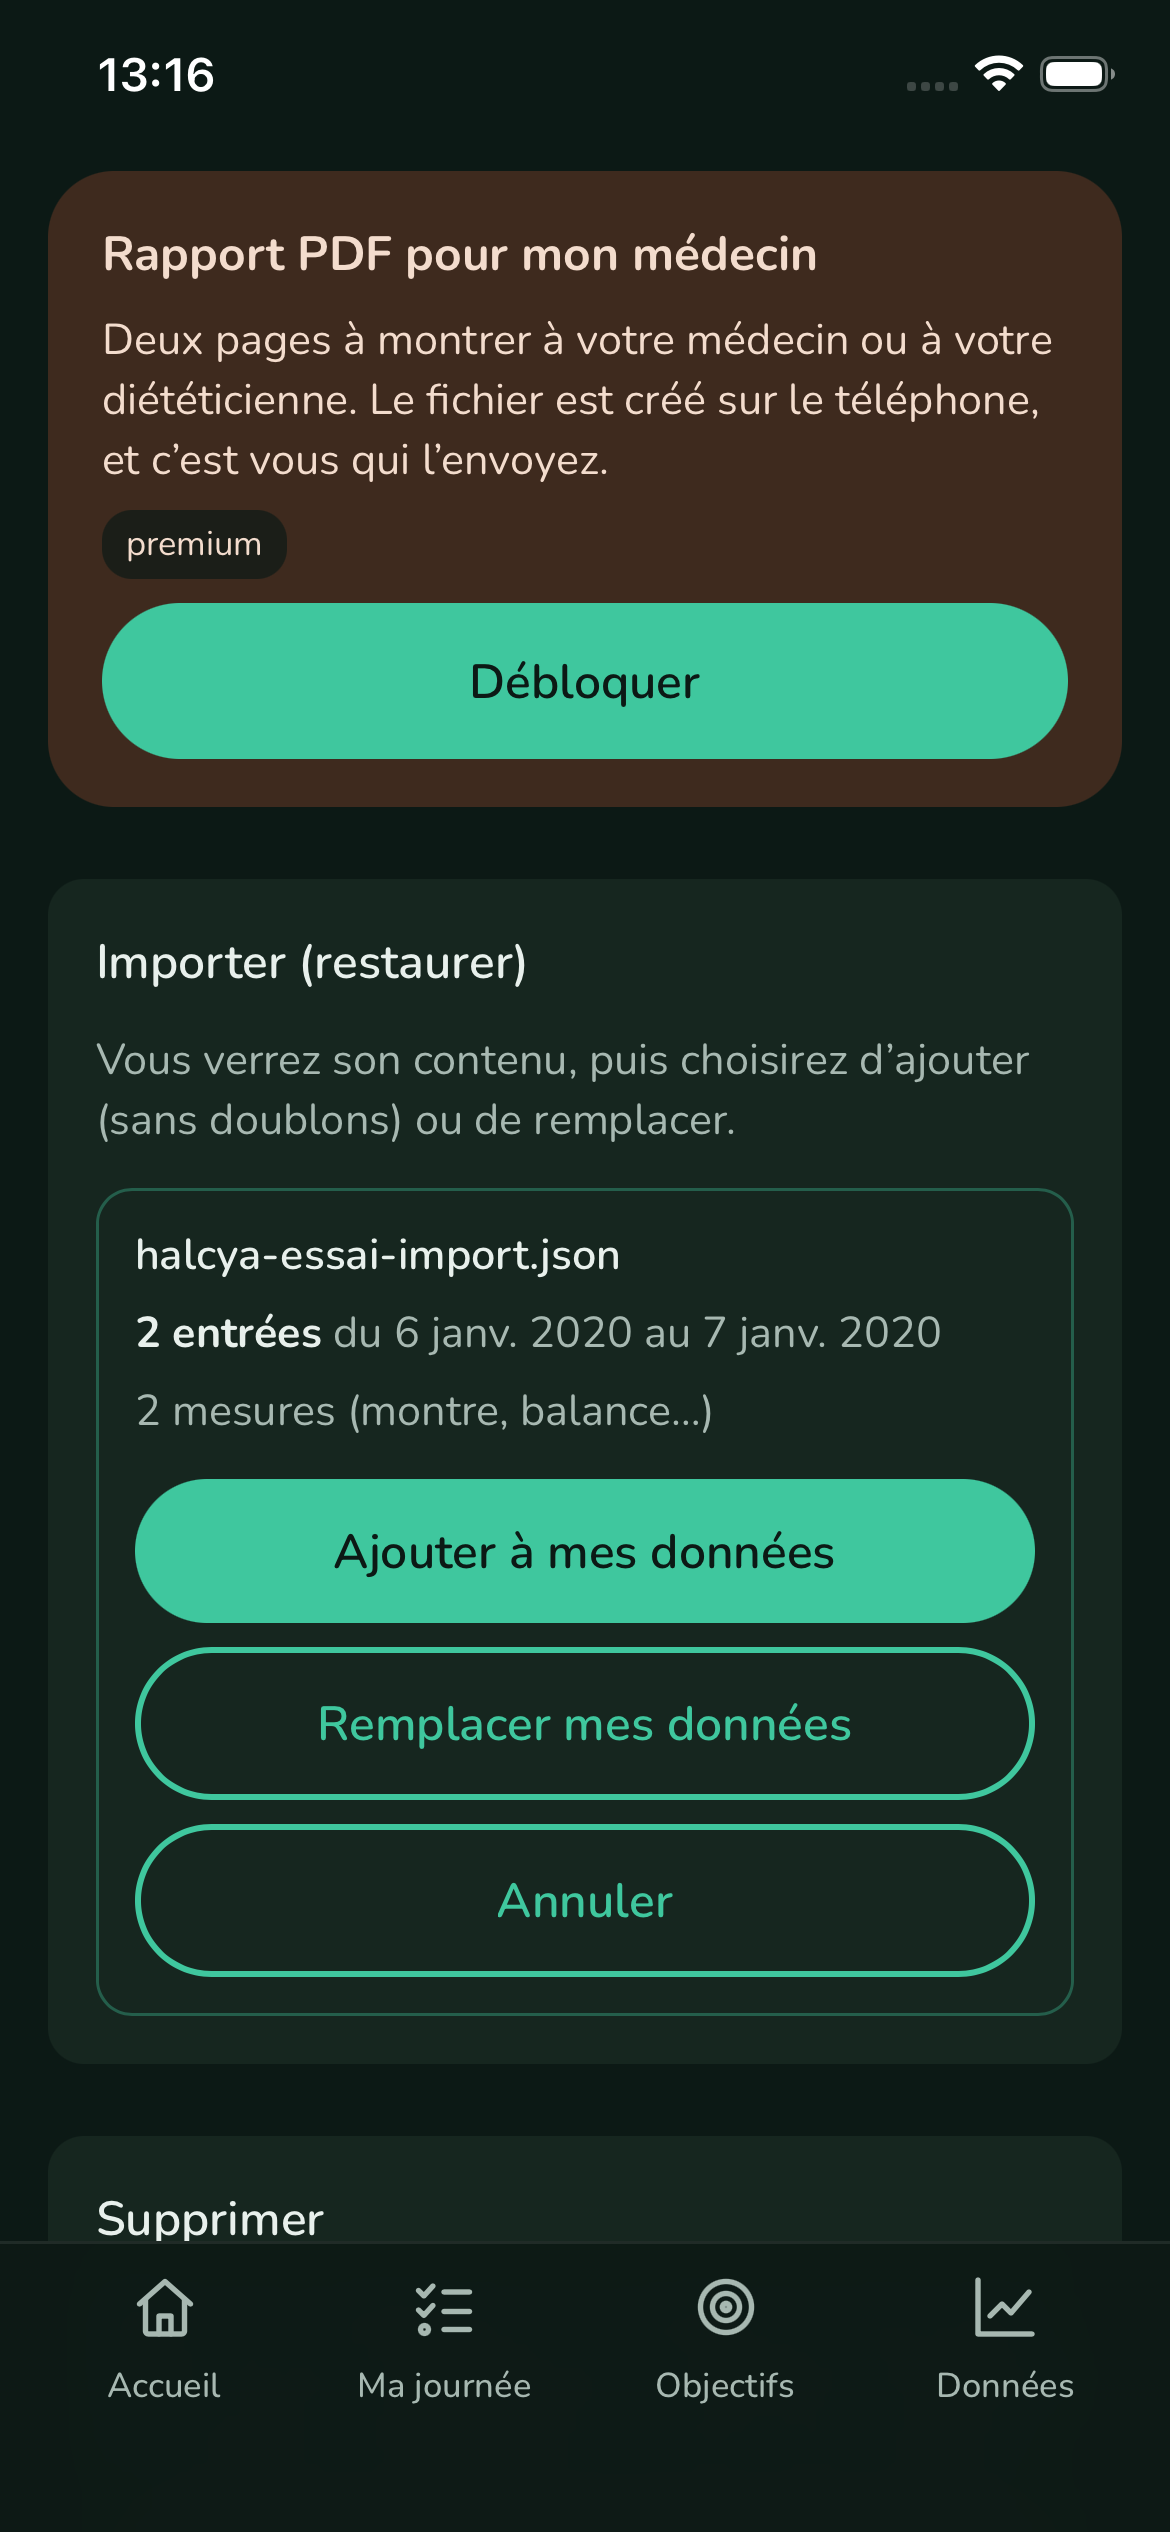 13:16
Rapport PDF pour mon médecin
Deux pages à montrer à votre médecin ou à votre
diététicienne. Le fichier est créé sur le téléphone,
et c’est vous qui l’envoyez.
premium
Débloquer
Importer (restaurer)
Vous verrez son contenu, puis choisirez d’ajouter
(sans doublons) ou de remplacer.
halcya-essai-import.json
2 entrées du 6 janv. 2020 au 7 janv. 2020
2 mesures (montre, balance…)
Ajouter à mes données
Remplacer mes données
Annuler
Supprimer
Accueil
Ma journée
Objectifs
Données